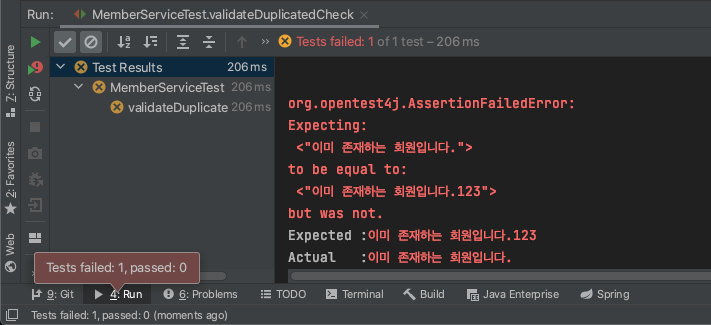 Run: MemberServiceTest.validateDuplicatedCheck ×
Tests failed: 1 of 1 test – 206 ms
Test Results 206 ms
MemberServiceTest 206 ms
validateDuplicate 206 ms
org.opentest4j.AssertionFailedError:
Expecting:
<"이미 존재하는 회원입니다.">
to be equal to:
<"이미 존재하는 회원입니다.123">
but was not.
Expected :이미 존재하는 회원입니다.123
Actual   :이미 존재하는 회원입니다.
Z: Structure
2: Favorites
Web
Tests failed: 1, passed: 0
9: Git 4: Run 6: Problems TODO Terminal Build Java Enterprise Spring
Tests failed: 1, passed: 0 (moments ago)